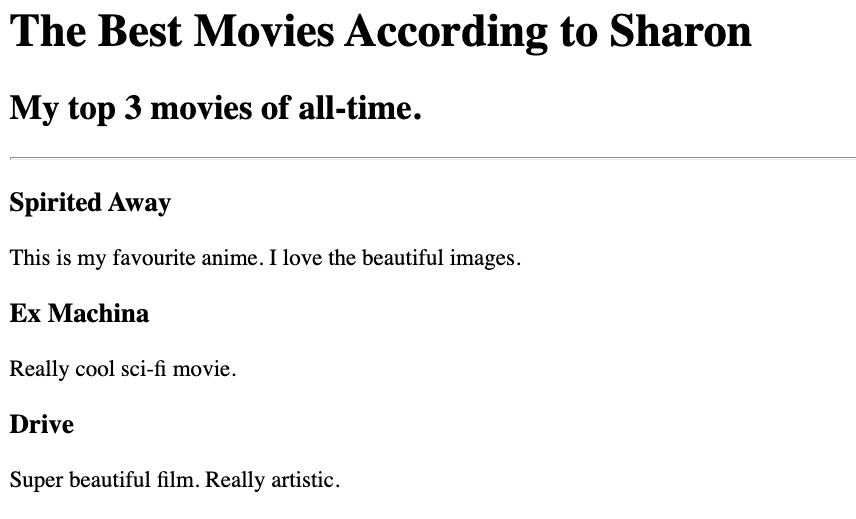 The Best Movies According to Sharon
My top 3 movies of all-time.
Spirited Away
This is my favourite anime. I love the beautiful images.
Ex Machina
Really cool sci-fi movie.
Drive
Super beautiful film. Really artistic.